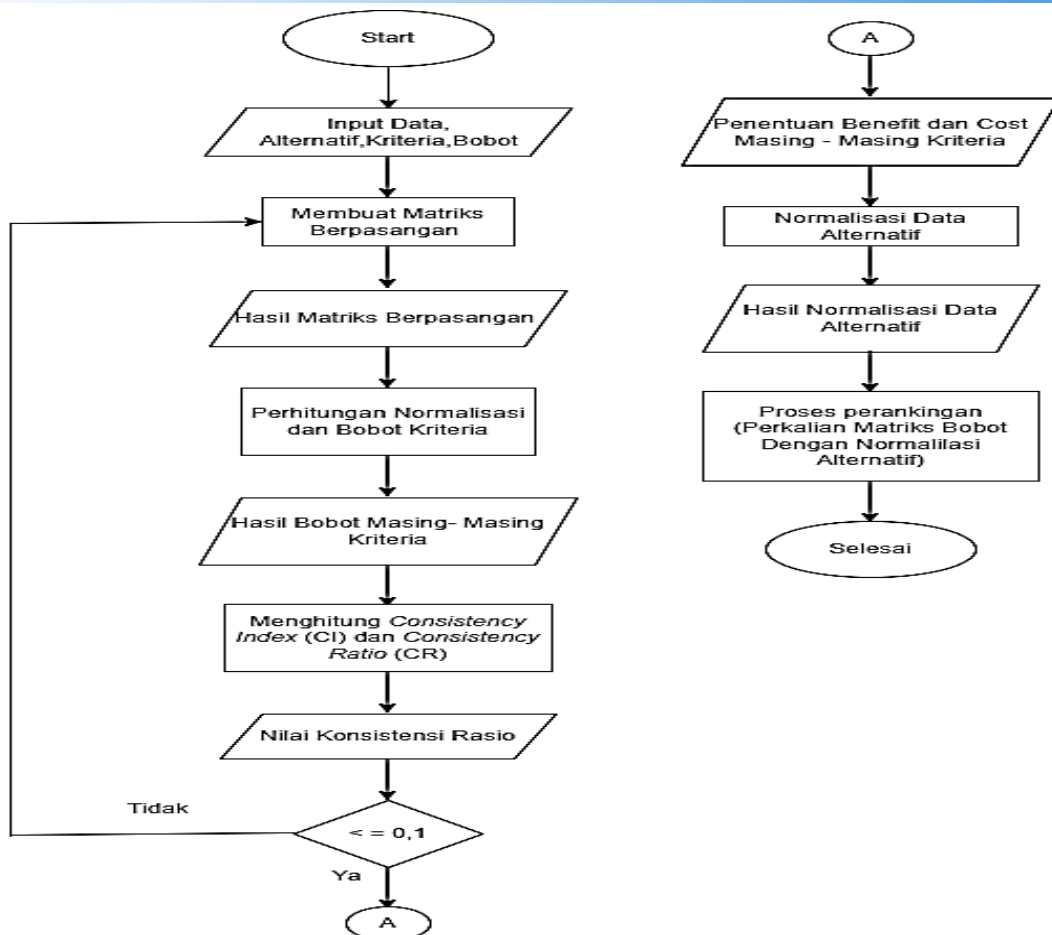 Start
Input Data,
Alternatif,Kriteria,Bobot
Membuat Matriks
Berpasangan
Hasil Matriks Berpasangan
Perhitungan Normalisasi
dan Bobot Kriteria
Hasil Bobot Masing- Masing
Kriteria
Menghitung Consistency
Index (CI) dan Consistency
Ratio (CR)
Nilai Konsistensi Rasio
Tidak
< = 0,1
Ya
A
A
Penentuan Benefit dan Cost
Masing - Masing Kriteria
Normalisasi Data
Alternatif
Hasil Normalisasi Data
Alternatif
Proses perankingan
(Perkalian Matriks Bobot
Dengan Normalilasi
Alternatif)
Selesai